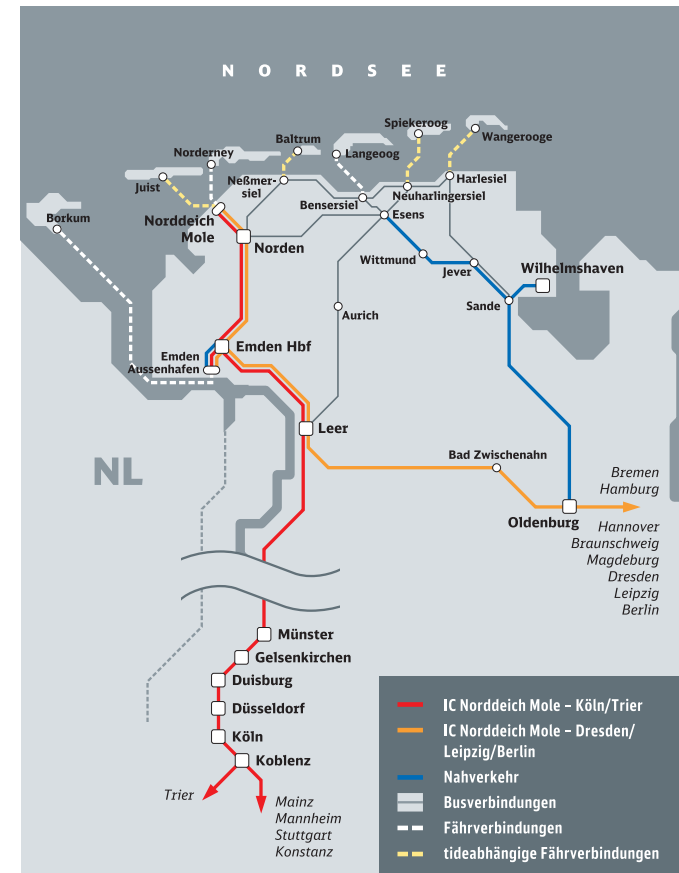 NORDSEE
Spiekeroog
Wangerooge
Baltrum
Langeoog
Norderney
Juist
Neßmer-
siel
Bensersiel
Neuharlingersiel
Harlesiel
Borkum
Norddeich
Mole
Norden
Esens
Wittmund
Jever
Wilhelmshaven
Sande
Aurich
Emden Hbf
Emden
Aussenhafen
Leer
NL
Bad Zwischenahn
Oldenburg
Bremen
Hamburg
Hannover
Braunschweig
Magdeburg
Dresden
Leipzig
Berlin
Münster
Gelsenkirchen
Duisburg
Düsseldorf
Köln
Koblenz
Trier
Mainz
Mannheim
Stuttgart
Konstanz
IC Norddeich Mole – Köln/Trier
IC Norddeich Mole – Dresden/
Leipzig/Berlin
Nahverkehr
Busverbindungen
Fährverbindungen
tideabhängige Fährverbindungen